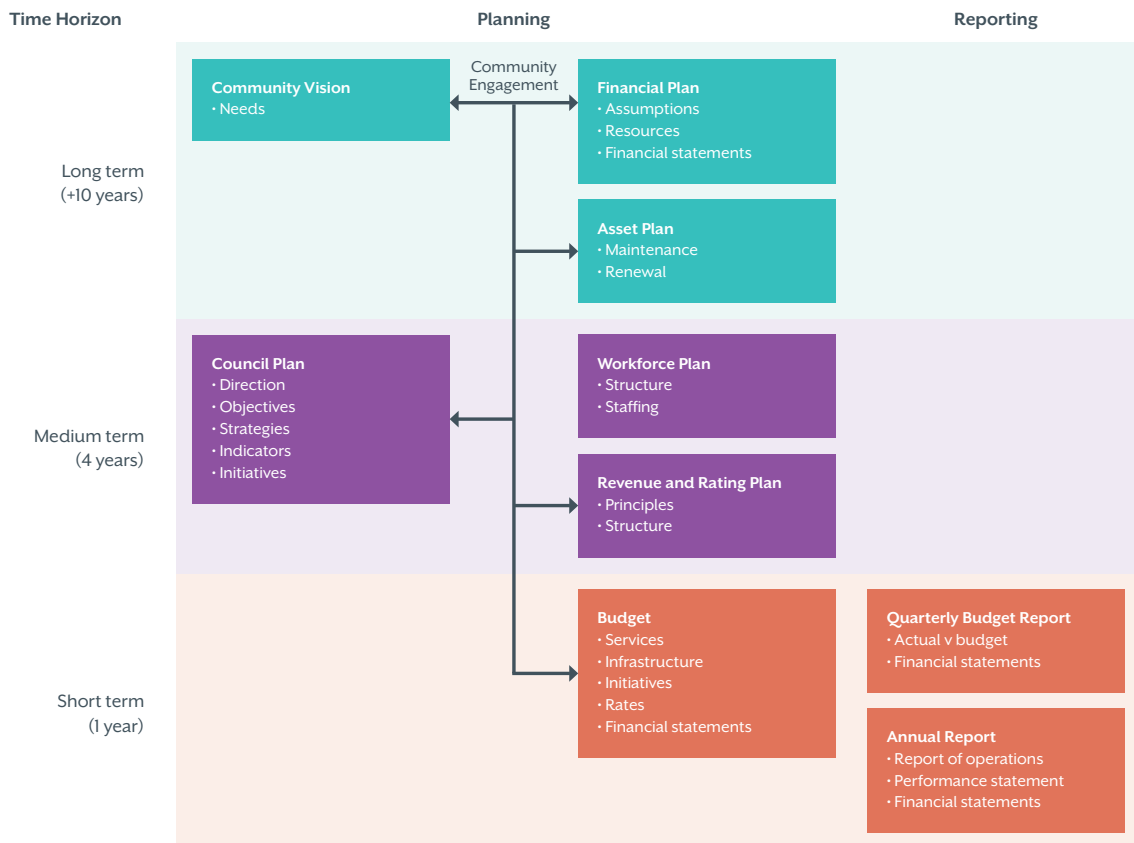 Time Horizon
Planning
Reporting
Long term
(+10 years)
Community Vision
· Needs
Community
Engagement
Financial Plan
· Assumptions
· Resources
· Financial statements
Asset Plan
· Maintenance
· Renewal
Medium term
(4 years)
Council Plan
· Direction
· Objectives
· Strategies
· Indicators
· Initiatives
Workforce Plan
· Structure
· Staffing
Revenue and Rating Plan
· Principles
· Structure
Short term
(1 year)
Budget
· Services
· Infrastructure
· Initiatives
· Rates
· Financial statements
Quarterly Budget Report
· Actual v budget
· Financial statements
Annual Report
· Report of operations
· Performance statement
· Financial statements